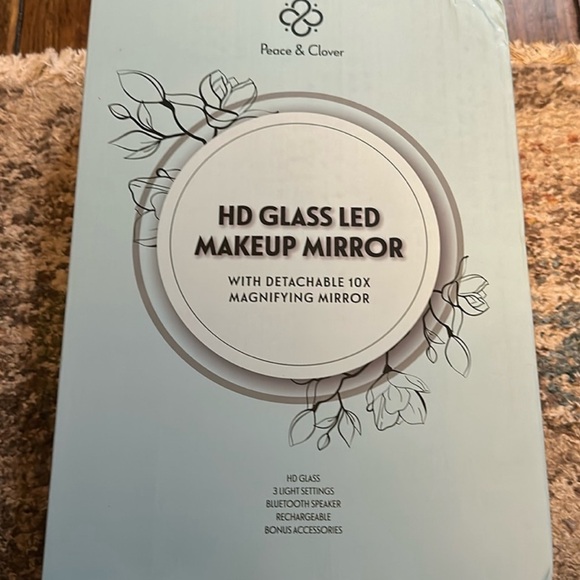 Peace & Clover
HD GLASS LED
MAKEUP MIRROR
WITH DETACHABLE 10X
MAGNIFYING MIRROR
HD GLASS
3 LIGHT SETTINGS
BLUETOOTH SPEAKER
RECHARGEABLE
BONUS ACCESSORIES